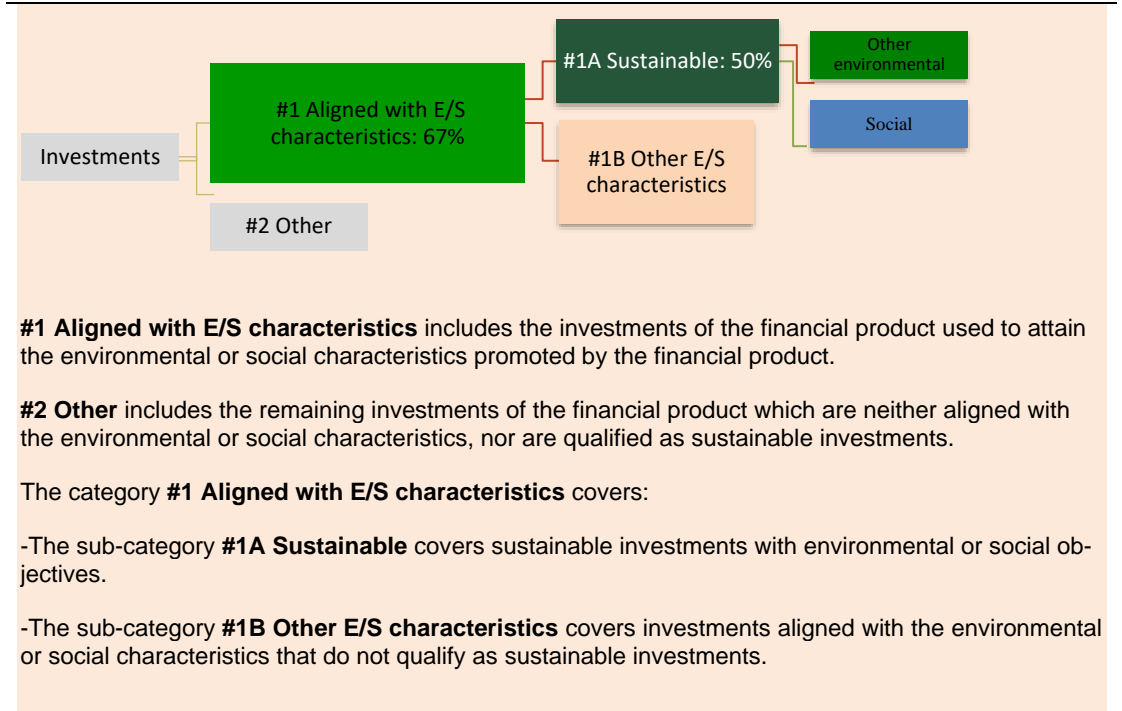 Investments
#1 Aligned with E/S
characteristics: 67%
#2 Other
#1A Sustainable: 50%
#1B Other E/S
characteristics
Other
environmental
Social
#1 Aligned with E/S characteristics includes the investments of the financial product used to attain
the environmental or social characteristics promoted by the financial product.
#2 Other includes the remaining investments of the financial product which are neither aligned with
the environmental or social characteristics, nor are qualified as sustainable investments.
The category #1 Aligned with E/S characteristics covers:
-The sub-category #1A Sustainable covers sustainable investments with environmental or social ob-
jectives.
-The sub-category #1B Other E/S characteristics covers investments aligned with the environmental
or social characteristics that do not qualify as sustainable investments.